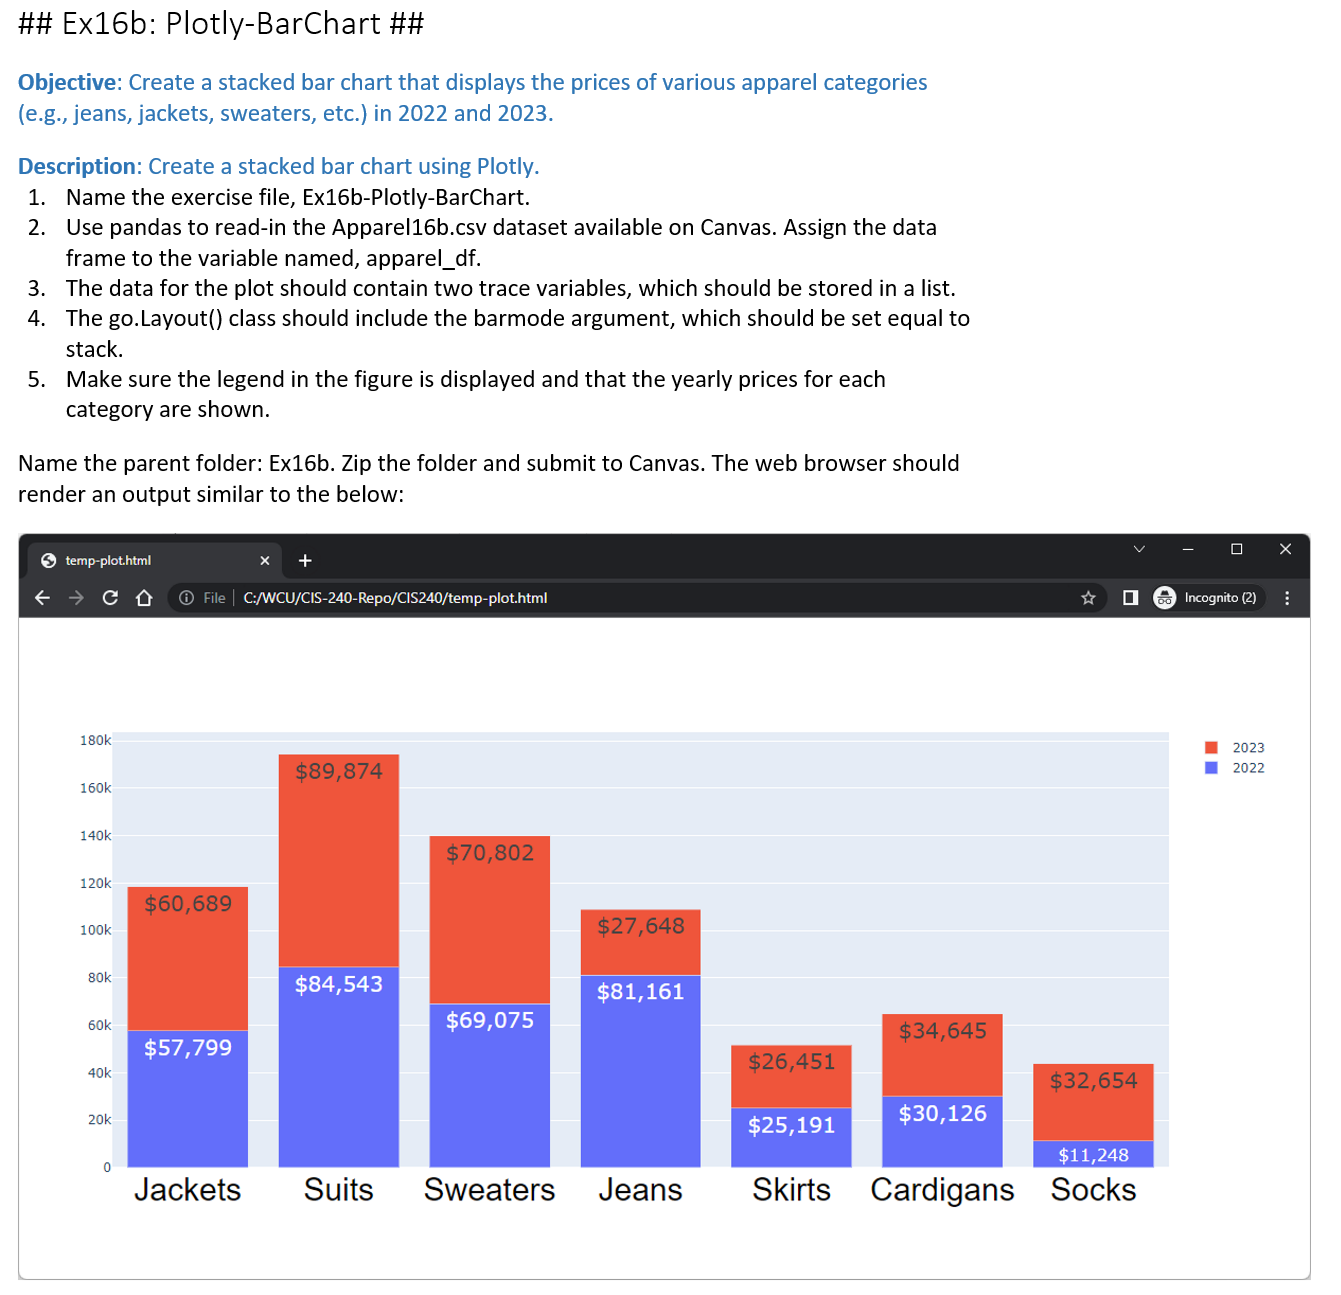 ## Ex16b: Plotly-BarChart ##
Objective: Create a stacked bar chart that displays the prices of various apparel categories
(e.g., jeans, jackets, sweaters, etc.) in 2022 and 2023.
Description: Create a stacked bar chart using Plotly.
1. Name the exercise file, Ex16b-Plotly-BarChart.
2. Use pandas to read-in the Apparel16b.csv dataset available on Canvas. Assign the data
frame to the variable named, apparel_df.
3. The data for the plot should contain two trace variables, which should be stored in a list.
4. The go.Layout() class should include the barmode argument, which should be set equal to
stack.
5. Make sure the legend in the figure is displayed and that the yearly prices for each
category are shown.
Name the parent folder: Ex16b. Zip the folder and submit to Canvas. The web browser should
render an output similar to the below:
temp-plot.html
File | C:/WCU/CIS-240-Repo/CIS240/temp-plot.html
Incognito (2)
180k
160k
140k
120k
100k
80k
60k
40k
20k
0
$89,874
$70,802
$60,689
$27,648
$84,543
$81,161
$69,075
$34,645
$57,799
$26,451
$32,654
$30,126
$25,191
$11,248
Jackets Suits Sweaters Jeans Skirts Cardigans Socks
2023
2022